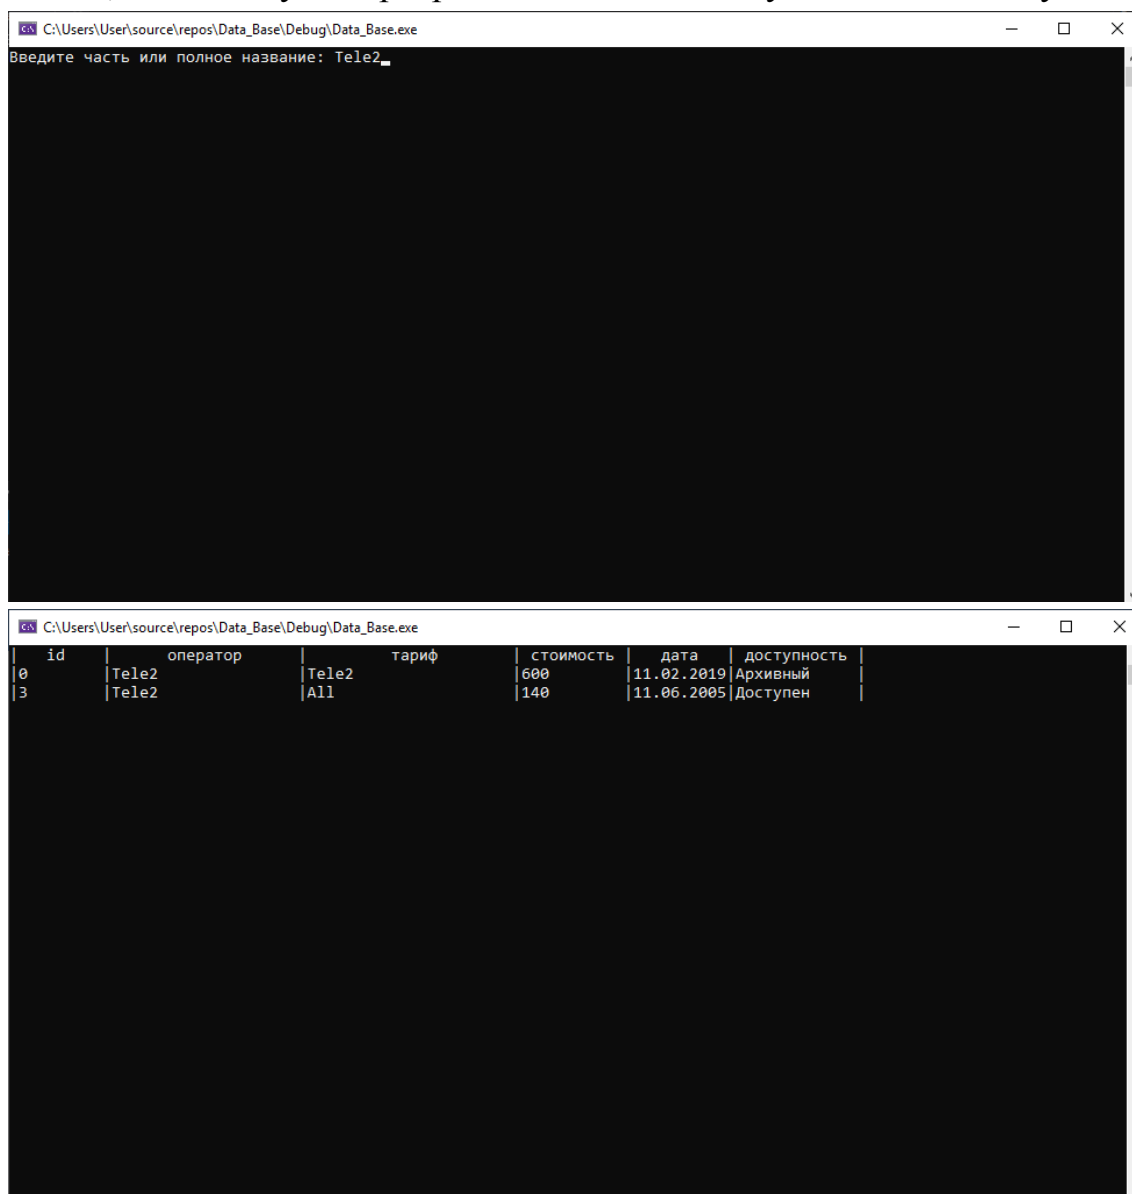 C:\Users\User\source\repos\Data_Base\Debug\Data_Base.exe
Введите часть или полное название: Tele2
C:\Users\User\source\repos\Data_Base\Debug\Data_Base.exe
| id | оператор | тариф | стоимость | дата | доступность |
|0 |Tele2 |Tele2 |600 |11.02.2019|Архивный |
|3 |Tele2 |All |140 |11.06.2005|Доступен |